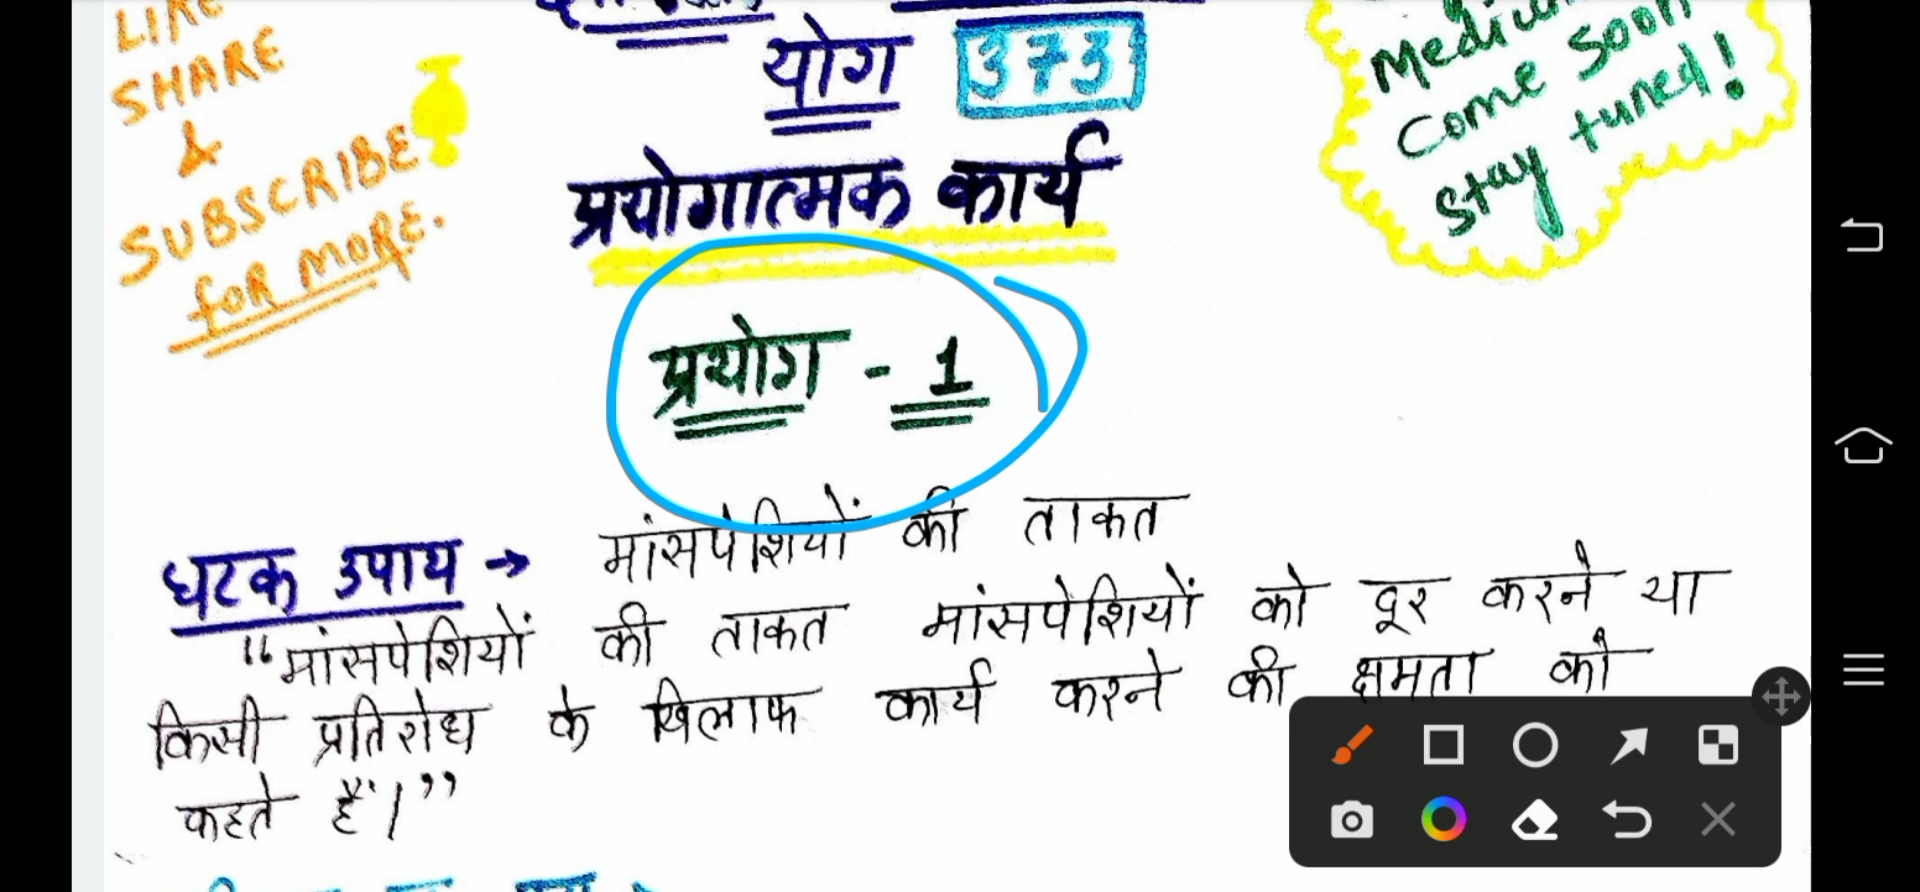 LIKE
SHARE
&
SUBSCRIBE
FOR MORE.
योग 373
Medium
Come Soon
Stay tuned!
प्रयोगात्मक कार्य
प्रयोग - 1
घटक उपाय → मांसपेशियों की ताकत
“मांसपेशियों की ताकत मांसपेशियों को दूर करने या
किसी प्रतिरोध के खिलाफ कार्य करने की क्षमता को
कहते हैं।”